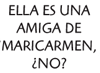 ELLA ES UNA
AMIGA DE
MARICARMEN,
¿NO?